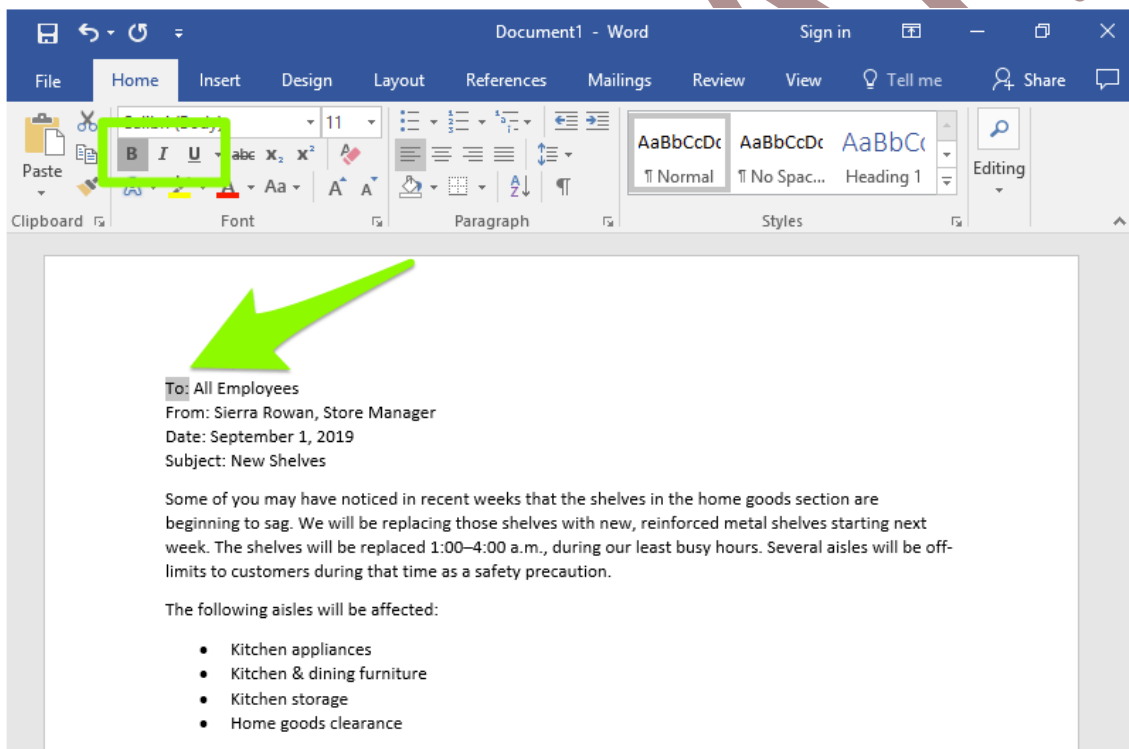 Document1 - Word
Sign in
File Home Insert Design Layout References Mailings Review View Tell me Share
11
Paste
B I U abc x₂ x²
A A Aa A A
AaBbCcDc AaBbCcDc AaBbCc
¶ Normal ¶ No Spac... Heading 1
Editing
Clipboard Font Paragraph Styles
To: All Employees
From: Sierra Rowan, Store Manager
Date: September 1, 2019
Subject: New Shelves
Some of you may have noticed in recent weeks that the shelves in the home goods section are
beginning to sag. We will be replacing those shelves with new, reinforced metal shelves starting next
week. The shelves will be replaced 1:00–4:00 a.m., during our least busy hours. Several aisles will be off-
limits to customers during that time as a safety precaution.
The following aisles will be affected:
● Kitchen appliances
● Kitchen & dining furniture
● Kitchen storage
● Home goods clearance